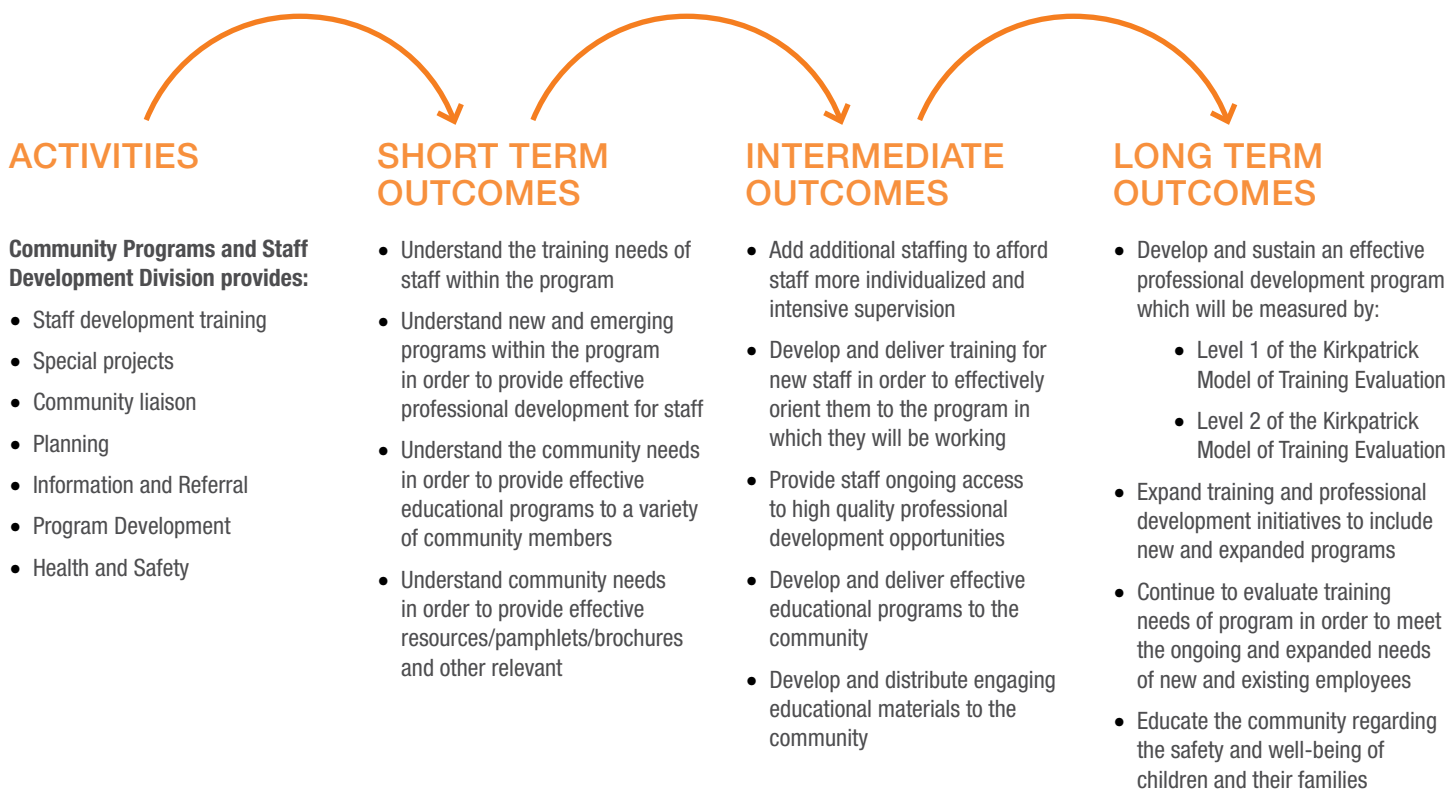 ACTIVITIES
Community Programs and Staff
Development Division provides:
• Staff development training
• Special projects
• Community liaison
• Planning
• Information and Referral
• Program Development
• Health and Safety
SHORT TERM
OUTCOMES
• Understand the training needs of
staff within the program
• Understand new and emerging
programs within the program
in order to provide effective
professional development for staff
• Understand the community needs
in order to provide effective
educational programs to a variety
of community members
• Understand community needs
in order to provide effective
resources/pamphlets/brochures
and other relevant
INTERMEDIATE
OUTCOMES
• Add additional staffing to afford
staff more individualized and
intensive supervision
• Develop and deliver training for
new staff in order to effectively
orient them to the program in
which they will be working
• Provide staff ongoing access
to high quality professional
development opportunities
• Develop and deliver effective
educational programs to the
community
• Develop and distribute engaging
educational materials to the
community
LONG TERM
OUTCOMES
• Develop and sustain an effective
professional development program
which will be measured by:
• Level 1 of the Kirkpatrick
Model of Training Evaluation
• Level 2 of the Kirkpatrick
Model of Training Evaluation
• Expand training and professional
development initiatives to include
new and expanded programs
• Continue to evaluate training
needs of program in order to meet
the ongoing and expanded needs
of new and existing employees
• Educate the community regarding
the safety and well-being of
children and their families